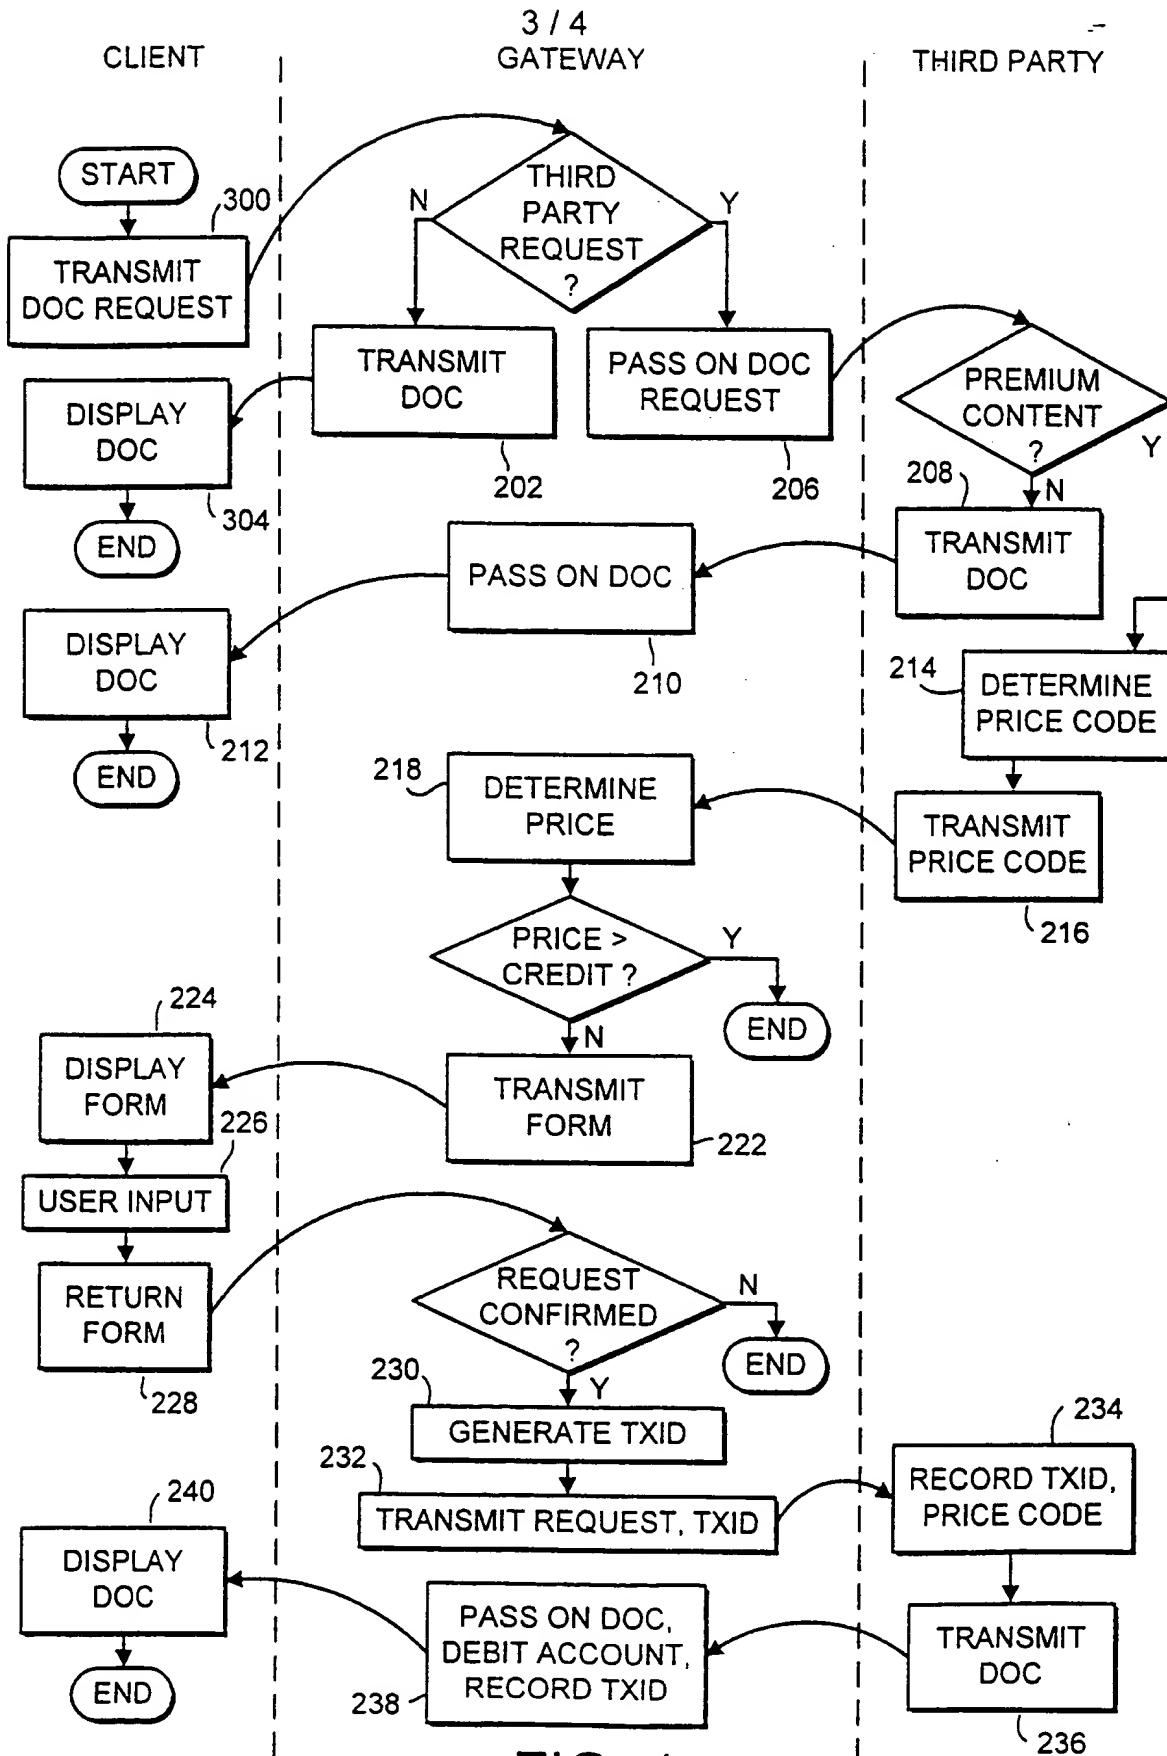 3 / 4
CLIENT
GATEWAY
THIRD PARTY
START
300
TRANSMIT
DOC REQUEST
THIRD
PARTY
REQUEST
?
N
Y
TRANSMIT
DOC
202
PASS ON DOC
REQUEST
206
PREMIUM
CONTENT
?
Y
N
DISPLAY
DOC
304
END
208
TRANSMIT
DOC
PASS ON DOC
210
DISPLAY
DOC
212
END
214
DETERMINE
PRICE CODE
218
DETERMINE
PRICE
TRANSMIT
PRICE CODE
216
PRICE >
CREDIT ?
Y
END
N
224
DISPLAY
FORM
TRANSMIT
FORM
222
226
USER INPUT
RETURN
FORM
228
REQUEST
CONFIRMED
?
N
END
Y
230
GENERATE TXID
232
TRANSMIT REQUEST, TXID
234
RECORD TXID,
PRICE CODE
240
DISPLAY
DOC
END
PASS ON DOC,
DEBIT ACCOUNT,
RECORD TXID
238
TRANSMIT
DOC
236